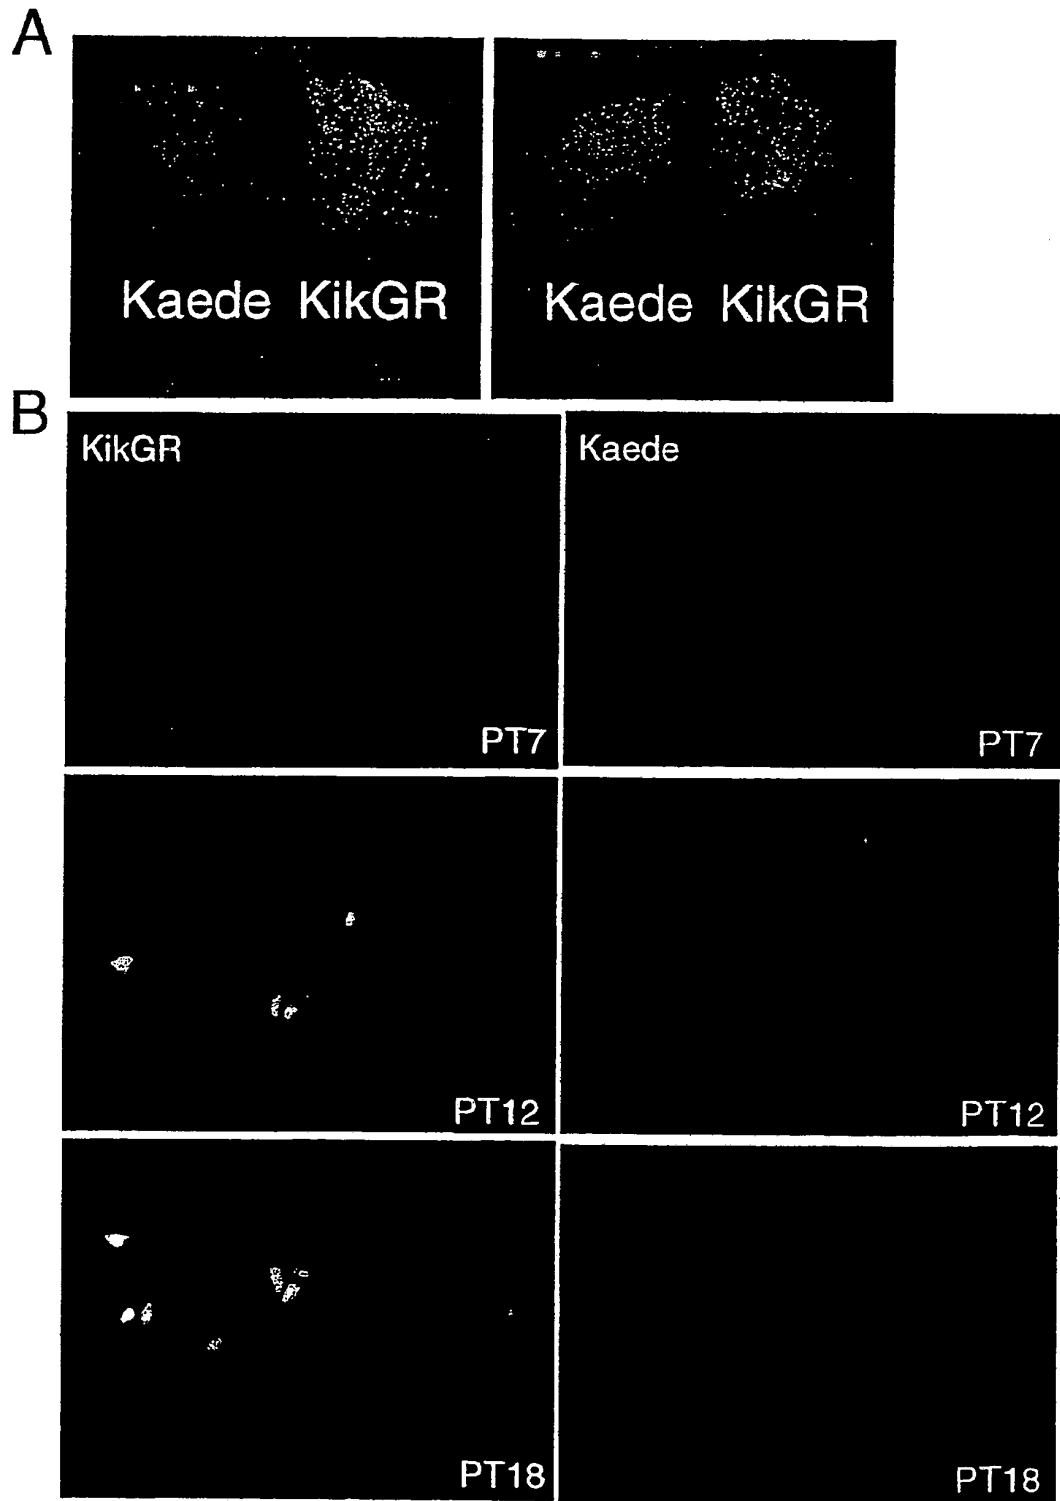 A
Kaede KikGR
Kaede KikGR
B
KikGR
Kaede
PT7
PT7
PT12
PT12
PT18
PT18